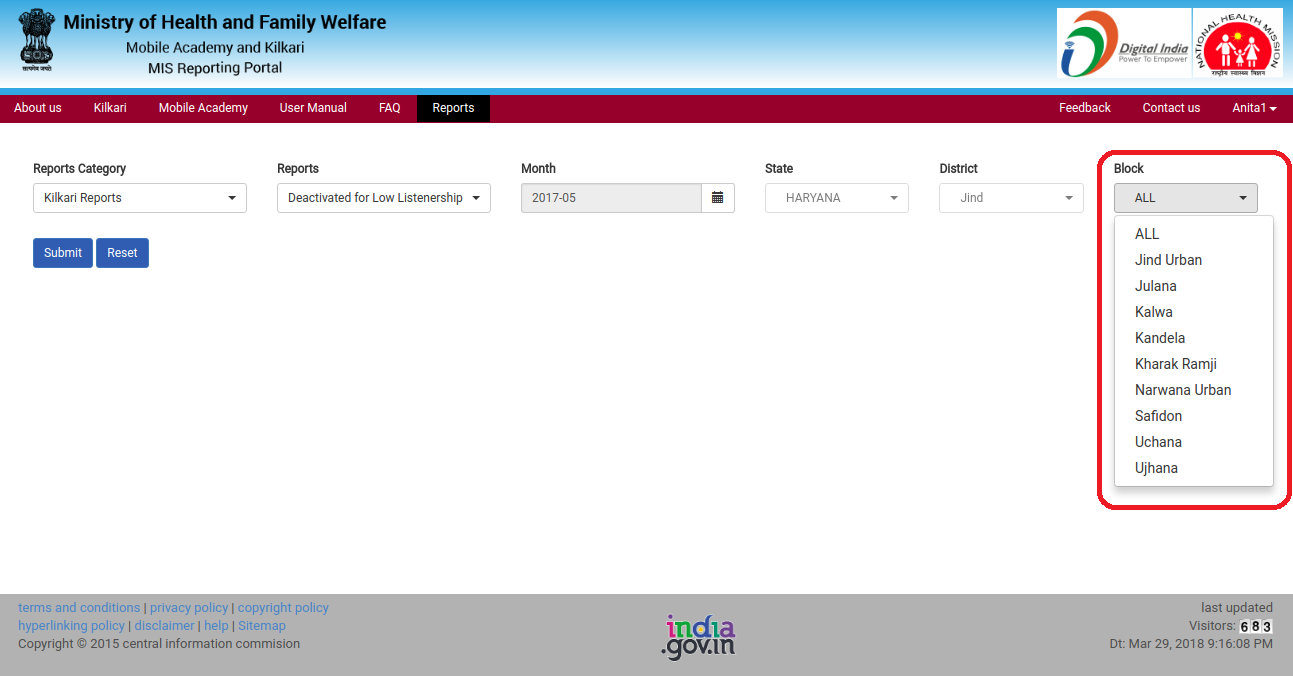 Ministry of Health and Family Welfare
Mobile Academy and Kilkari
MIS Reporting Portal
सत्यमेव जयते
Digital India
Power To Empower
NATIONAL HEALTH MISSION
राष्ट्रीय स्वास्थ्य मिशन
About us Kilkari Mobile Academy User Manual FAQ Reports Feedback Contact us Anita1
Reports Category Reports Month State District Block
Kilkari Reports Deactivated for Low Listenership 2017-05 HARYANA Jind ALL
Submit Reset
ALL
Jind Urban
Julana
Kalwa
Kandela
Kharak Ramji
Narwana Urban
Safidon
Uchana
Ujhana
terms and conditions | privacy policy | copyright policy
hyperlinking policy | disclaimer | help | Sitemap
Copyright © 2015 central information commision
india
.gov.in
last updated
Visitors: 683
Dt: Mar 29, 2018 9:16:08 PM